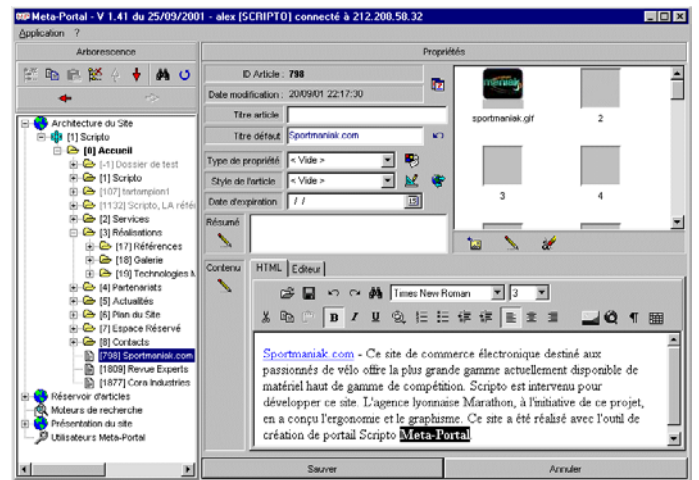 Meta-Portal - V 1.41 du 25/09/2001 - alex [SCRIPTO] connecté à 212.208.50.32
Application ?
Arborescence
Architecture du Site
[1] Scripto
[0] Accueil
[-1] Dossier de test
[1] Scripto
[107] tartampion1
[1132] Scripto, LA réfé
[2] Services
[3] Réalisations
[17] Références
[18] Galerie
[19] Technologies
[4] Partenariats
[5] Actualités
[6] Plan du Site
[7] Espace Réservé
[8] Contacts
[798] Sportmaniak.com
[1809] Revue Experts
[1877] Cora Industries
Réservoir d'articles
Moteurs de recherche
Présentation du site
Utilisateurs Meta-Portal
Propriétés
ID Article : 798
Date modification : 20/09/01 22:17:30
Titre article
Titre défaut Sportmaniak.com
Type de propriété < Vide >
Style de l'article < Vide >
Date d'expiration / /
Résumé
sportmaniak.gif
2
3
4
Contenu
HTML Editeur
Times New Roman 3
B I U
Sportmaniak.com - Ce site de commerce électronique destiné aux
passionnés de vélo offre la plus grande gamme actuellement disponible de
matériel haut de gamme de compétition. Scripto est intervenu pour
développer ce site. L'agence lyonnaise Marathon, à l'initiative de ce projet,
en a conçu l'ergonomie et le graphisme. Ce site a été réalisé avec l'outil de
création de portail Scripto Meta-Portal
Sauver
Annuler